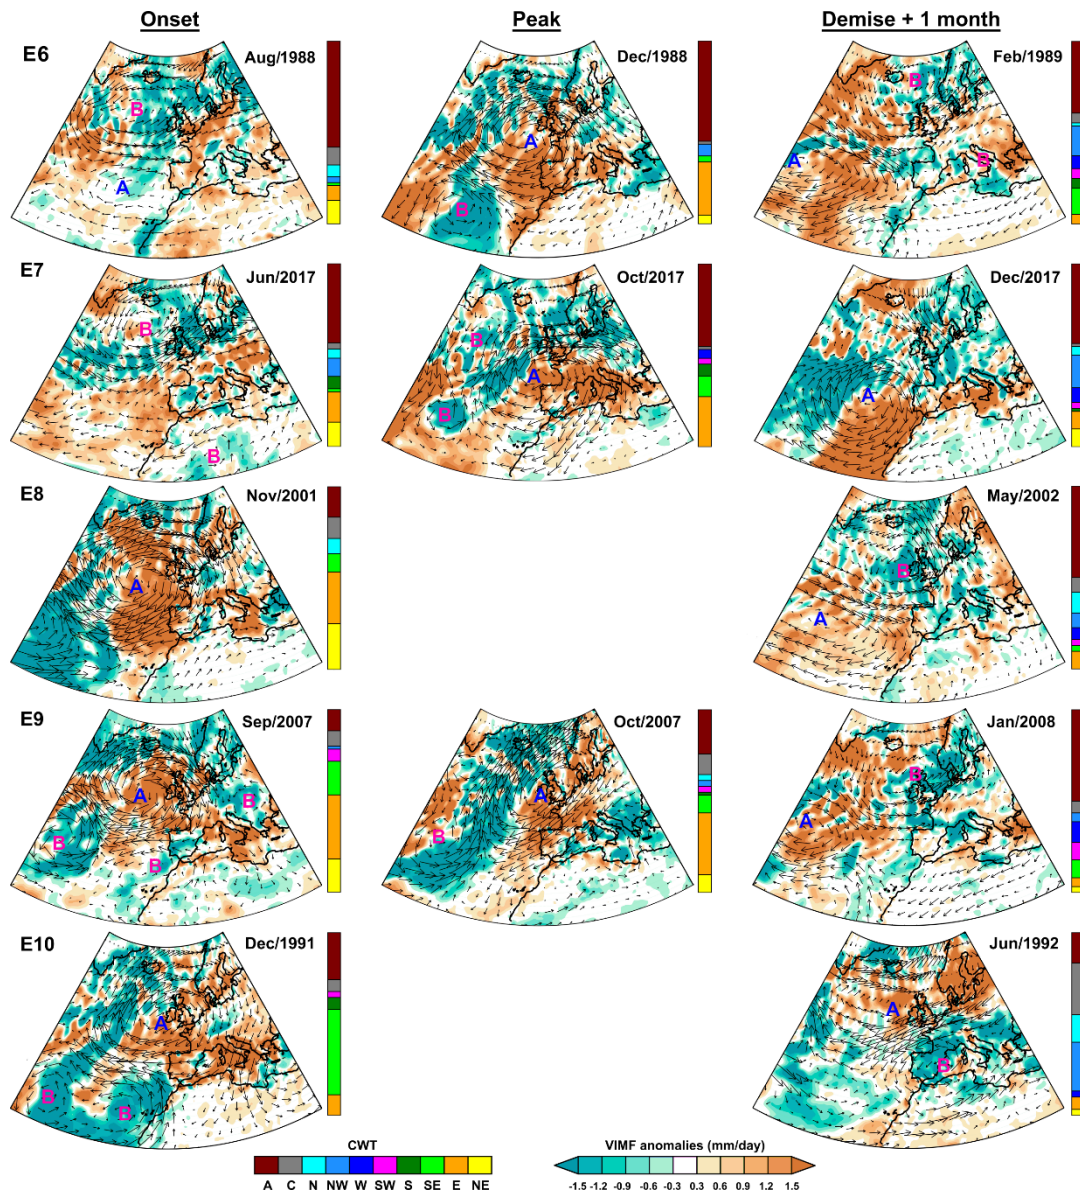 Onset Peak Demise + 1 month
E6 Aug/1988 Dec/1988 Feb/1989
B A B
A B A B
E7 Jun/2017 Oct/2017 Dec/2017
B B
A A
B B
E8 Nov/2001 May/2002
A B
A
E9 Sep/2007 Oct/2007 Jan/2008
A B A B
B B A
B
E10 Dec/1991 Jun/1992
A A
B B B
CWT VIMF anomalies (mm/day)
A C N NW W SW S SE E NE -1.5 -1.2 -0.9 -0.6 -0.3 0.3 0.6 0.9 1.2 1.5